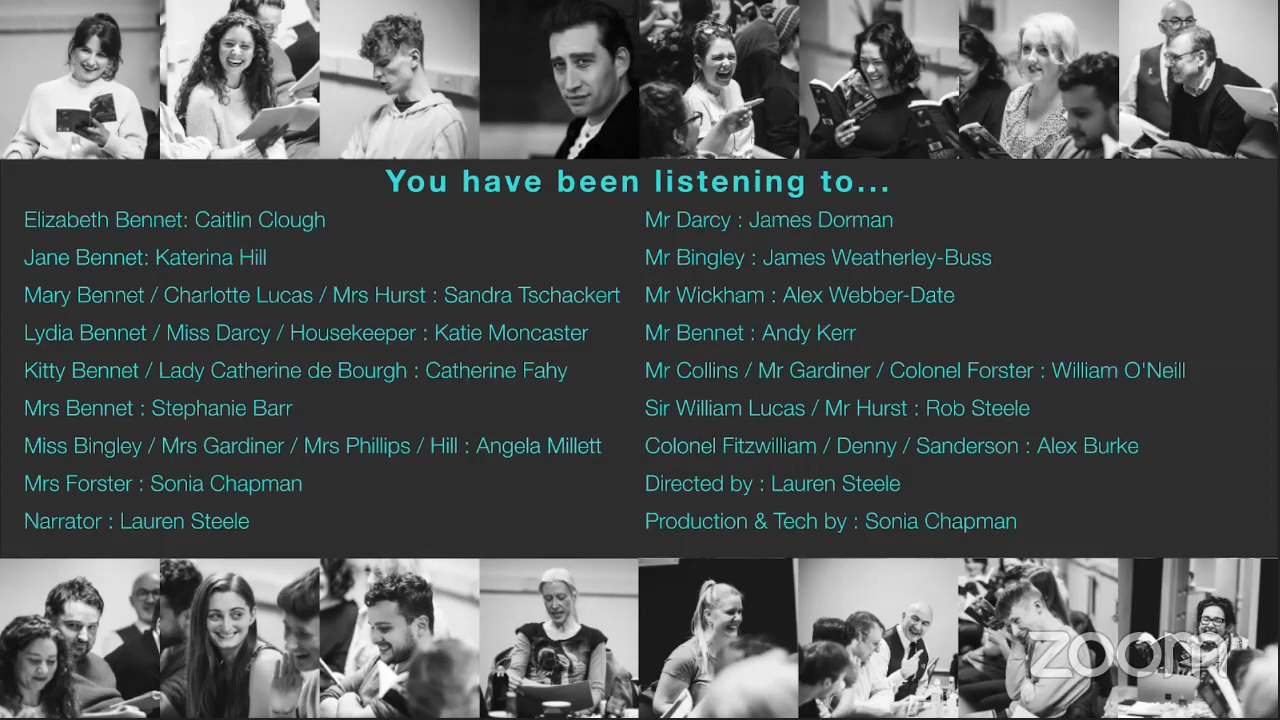 You have been listening to...
Elizabeth Bennet: Caitlin Clough
Jane Bennet: Katerina Hill
Mary Bennet / Charlotte Lucas / Mrs Hurst : Sandra Tschackert
Lydia Bennet / Miss Darcy / Housekeeper : Katie Moncaster
Kitty Bennet / Lady Catherine de Bourgh : Catherine Fahy
Mrs Bennet : Stephanie Barr
Miss Bingley / Mrs Gardiner / Mrs Phillips / Hill : Angela Millett
Mrs Forster : Sonia Chapman
Narrator : Lauren Steele
Mr Darcy : James Dorman
Mr Bingley : James Weatherley-Buss
Mr Wickham : Alex Webber-Date
Mr Bennet : Andy Kerr
Mr Collins / Mr Gardiner / Colonel Forster : William O'Neill
Sir William Lucas / Mr Hurst : Rob Steele
Colonel Fitzwilliam / Denny / Sanderson : Alex Burke
Directed by : Lauren Steele
Production & Tech by : Sonia Chapman
zoom